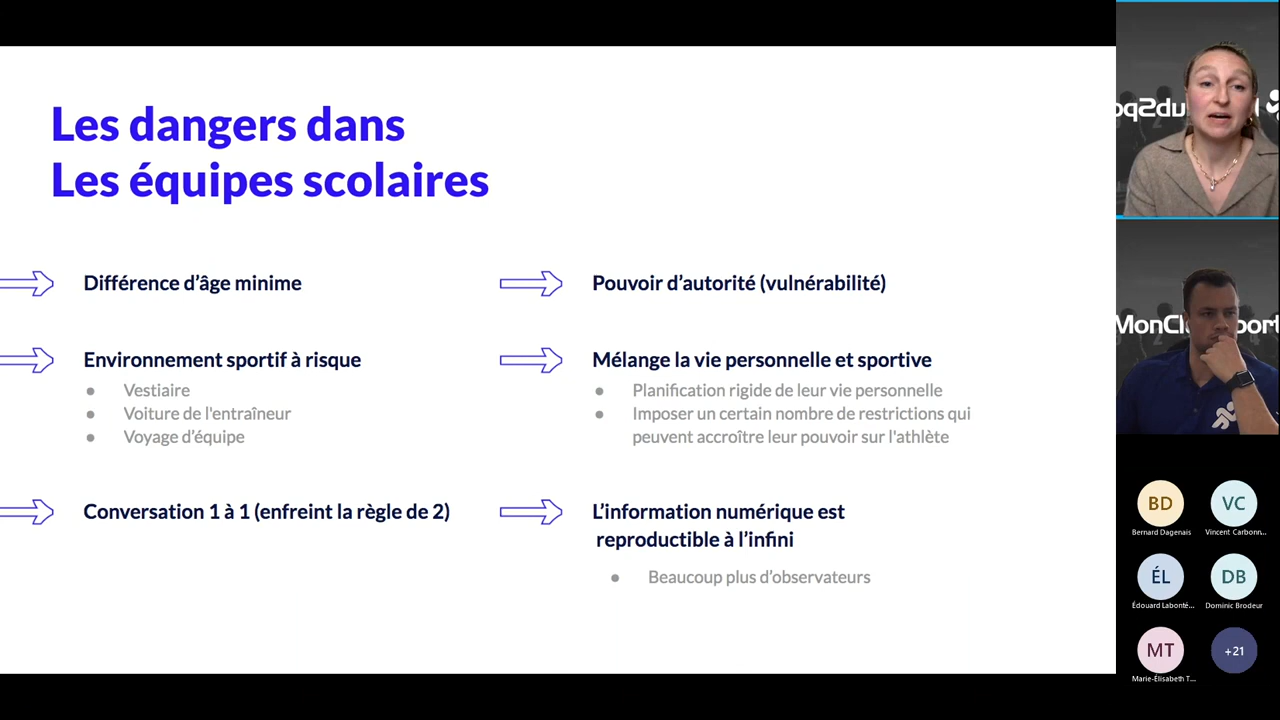 Les dangers dans
Les équipes scolaires
Différence d'âge minime
Environnement sportif à risque
Vestiaire
Voiture de l'entraîneur
Voyage d'équipe
Conversation 1 à 1 (enfreint la règle de 2)
Pouvoir d'autorité (vulnérabilité)
Mélange la vie personnelle et sportive
Planification rigide de leur vie personnelle
Imposer un certain nombre de restrictions qui
peuvent accroître leur pouvoir sur l'athlète
L'information numérique est
reproductible à l'infini
Beaucoup plus d'observateurs
BD
Bernard Dagenais
VC
Vincent Carbonn...
ÉL
Édouard Labonté...
DB
Dominic Brodeur
MT
Marie-Élisabeth T...
+21